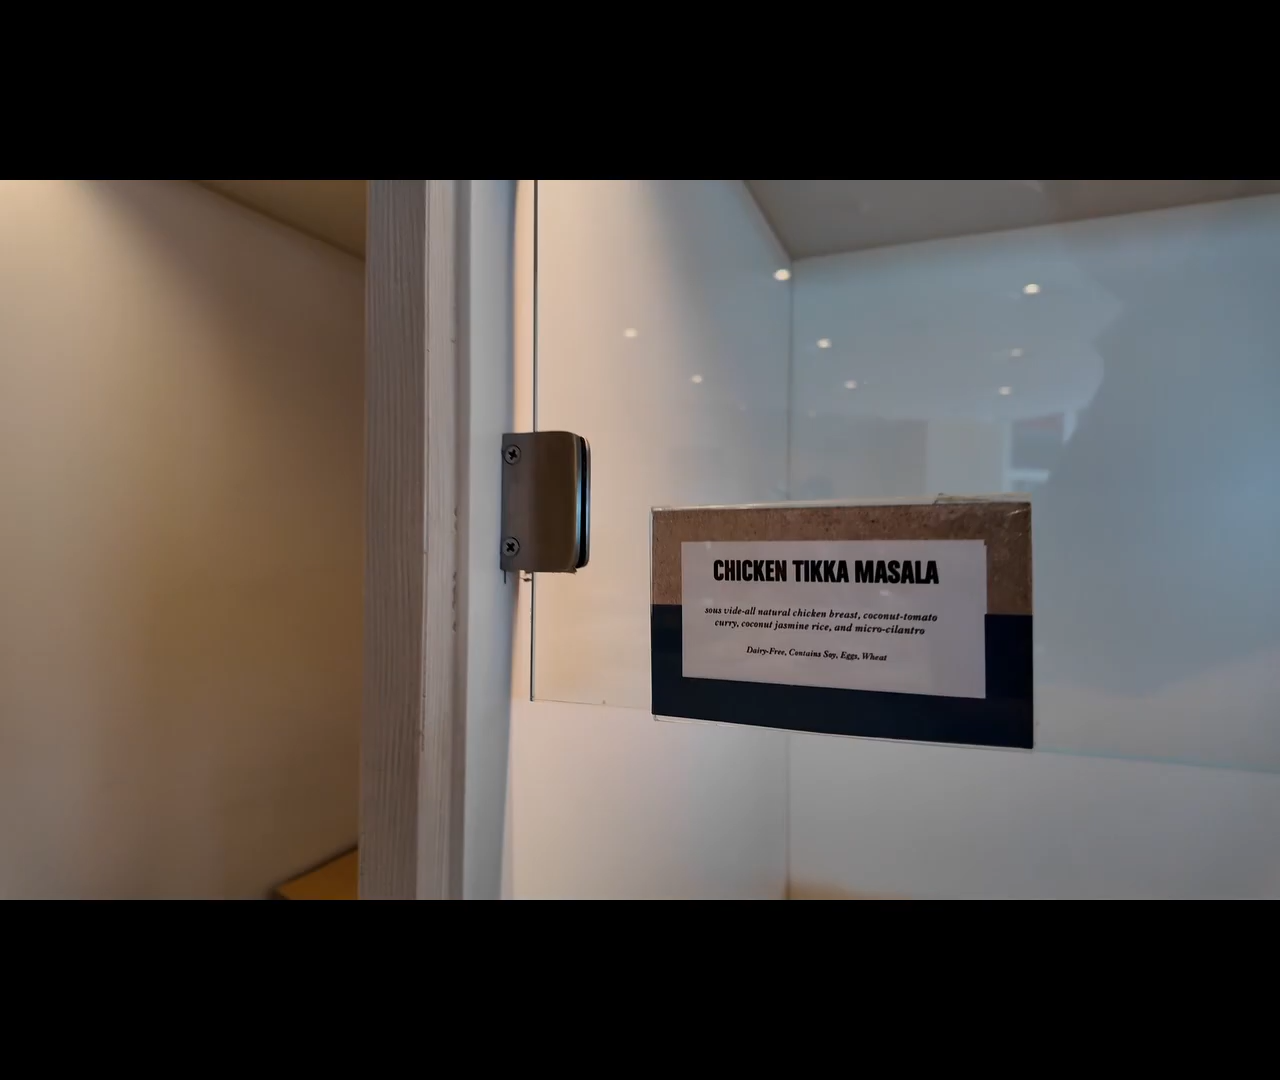 CHICKEN TIKKA MASALA
sous vide-all natural chicken breast, coconut-tomato
curry, coconut jasmine rice, and micro-cilantro
Dairy-Free, Contains Soy, Eggs, Wheat